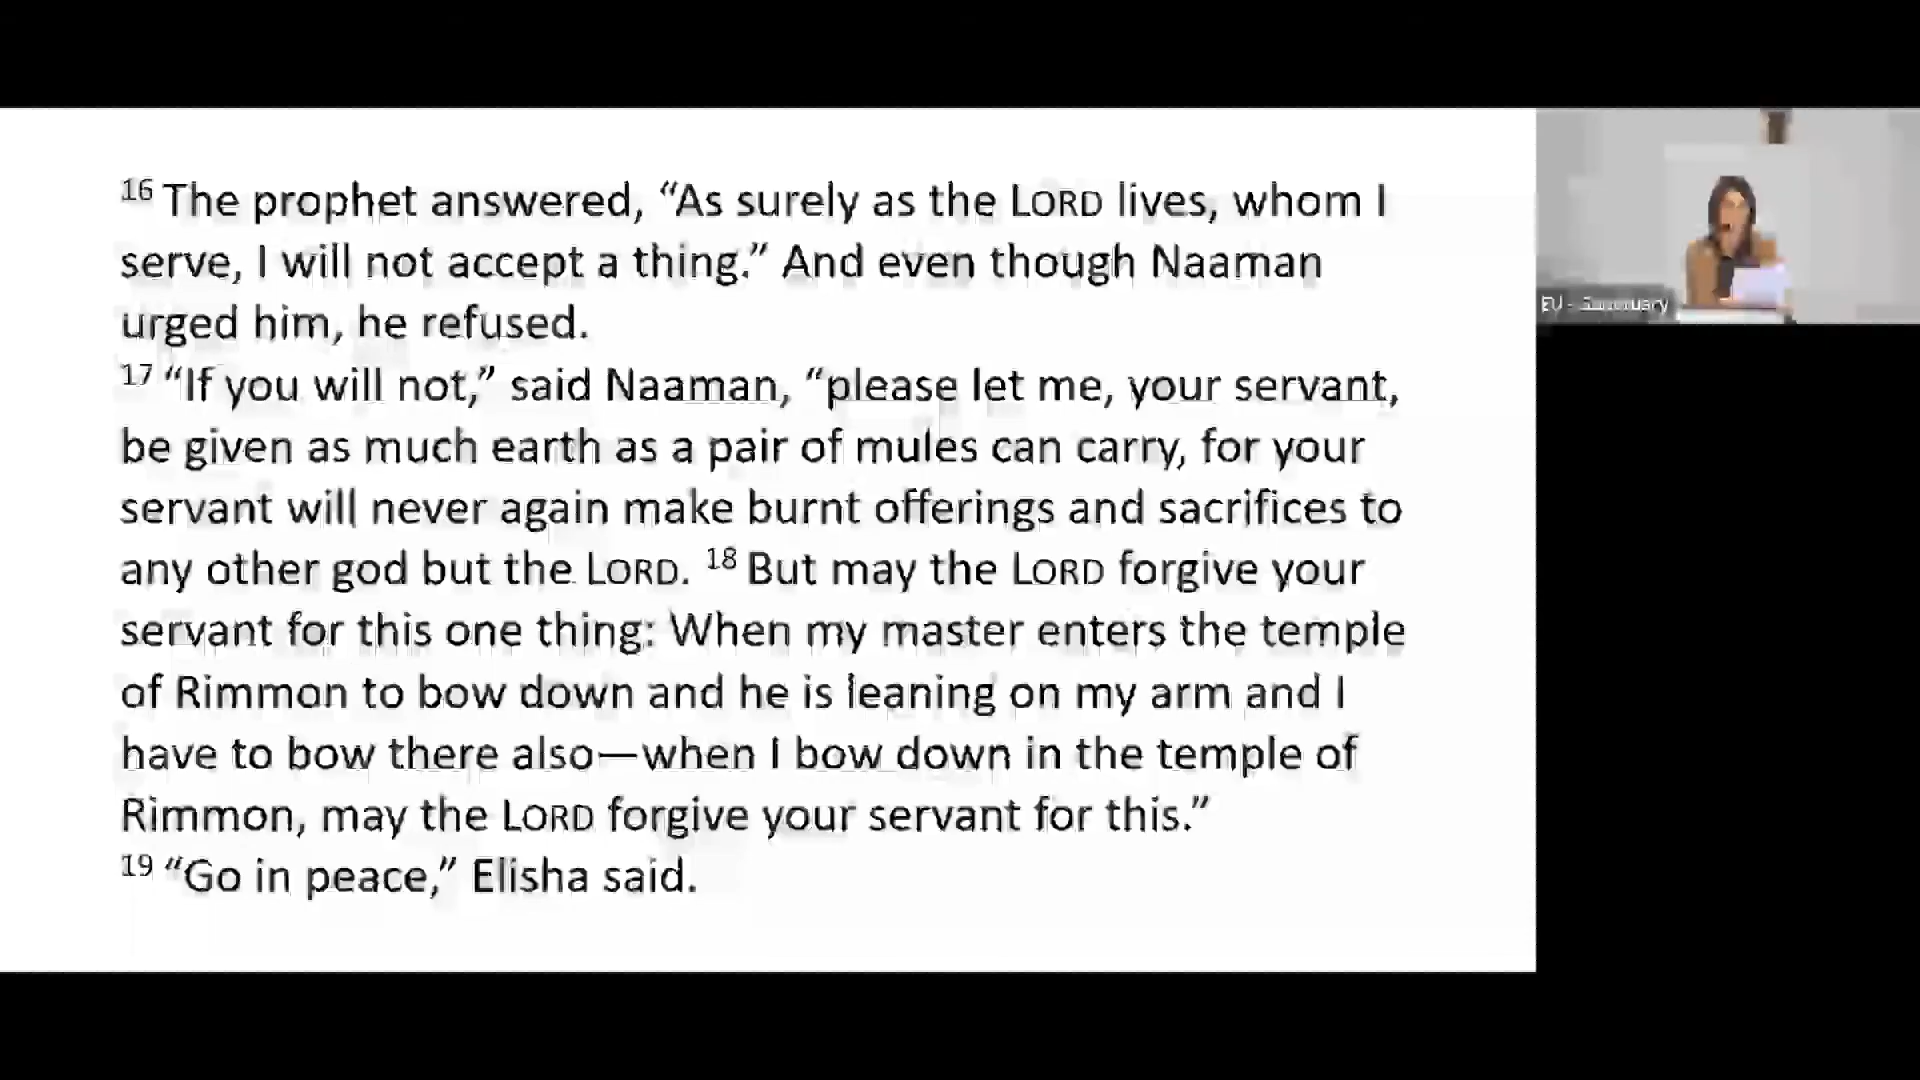 16 The prophet answered, “As surely as the LORD lives, whom I
serve, I will not accept a thing.” And even though Naaman
urged him, he refused.
17 “If you will not,” said Naaman, “please let me, your servant,
be given as much earth as a pair of mules can carry, for your
servant will never again make burnt offerings and sacrifices to
any other god but the LORD. 18 But may the LORD forgive your
servant for this one thing: When my master enters the temple
of Rimmon to bow down and he is leaning on my arm and I
have to bow there also—when I bow down in the temple of
Rimmon, may the LORD forgive your servant for this.”
19 “Go in peace,” Elisha said.
EU - Sanctuary